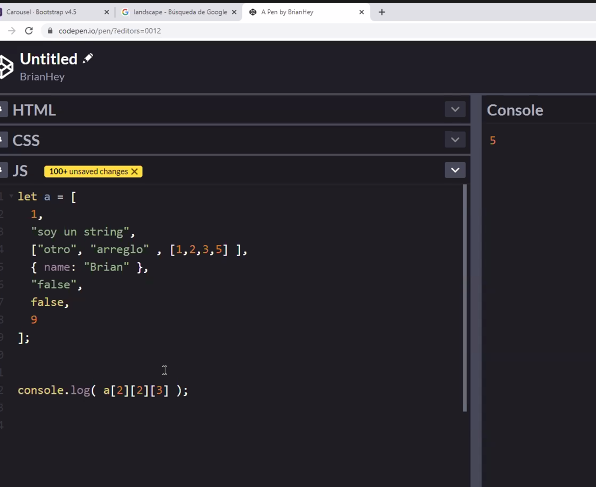 Carousel · Bootstrap v4.5
landscape - Búsqueda de Google
A Pen by BrianHey
codepen.io/pen/?editors=0012
Untitled
BrianHey
HTML
Console
CSS
5
JS
100+ unsaved changes
let a = [
1,
"soy un string",
["otro", "arreglo" , [1,2,3,5] ],
{ name: "Brian" },
"false",
false,
9
];
console.log( a[2][2][3] );